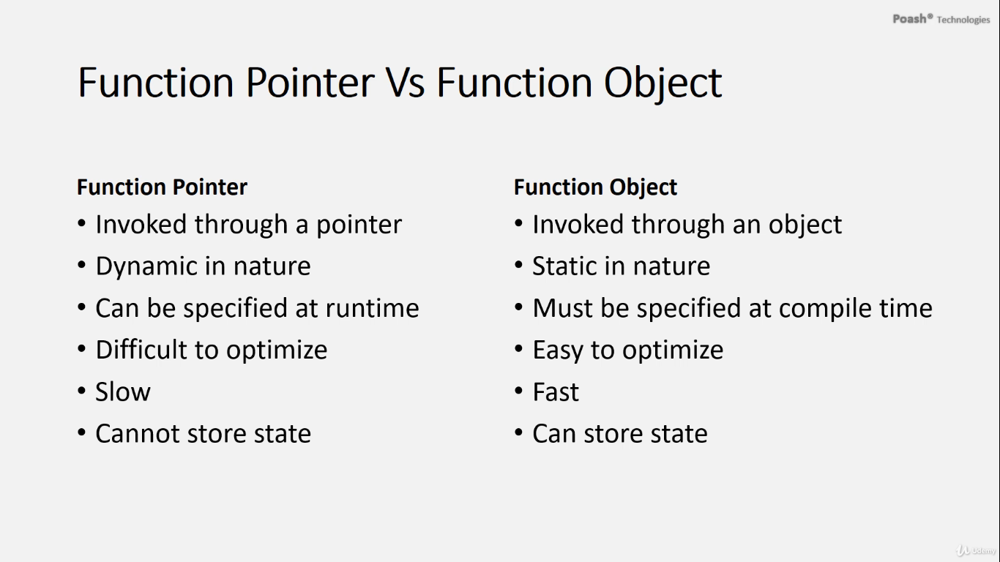 Poash® Technologies
Function Pointer Vs Function Object
Function Pointer
• Invoked through a pointer
• Dynamic in nature
• Can be specified at runtime
• Difficult to optimize
• Slow
• Cannot store state
Function Object
• Invoked through an object
• Static in nature
• Must be specified at compile time
• Easy to optimize
• Fast
• Can store state
Udemy